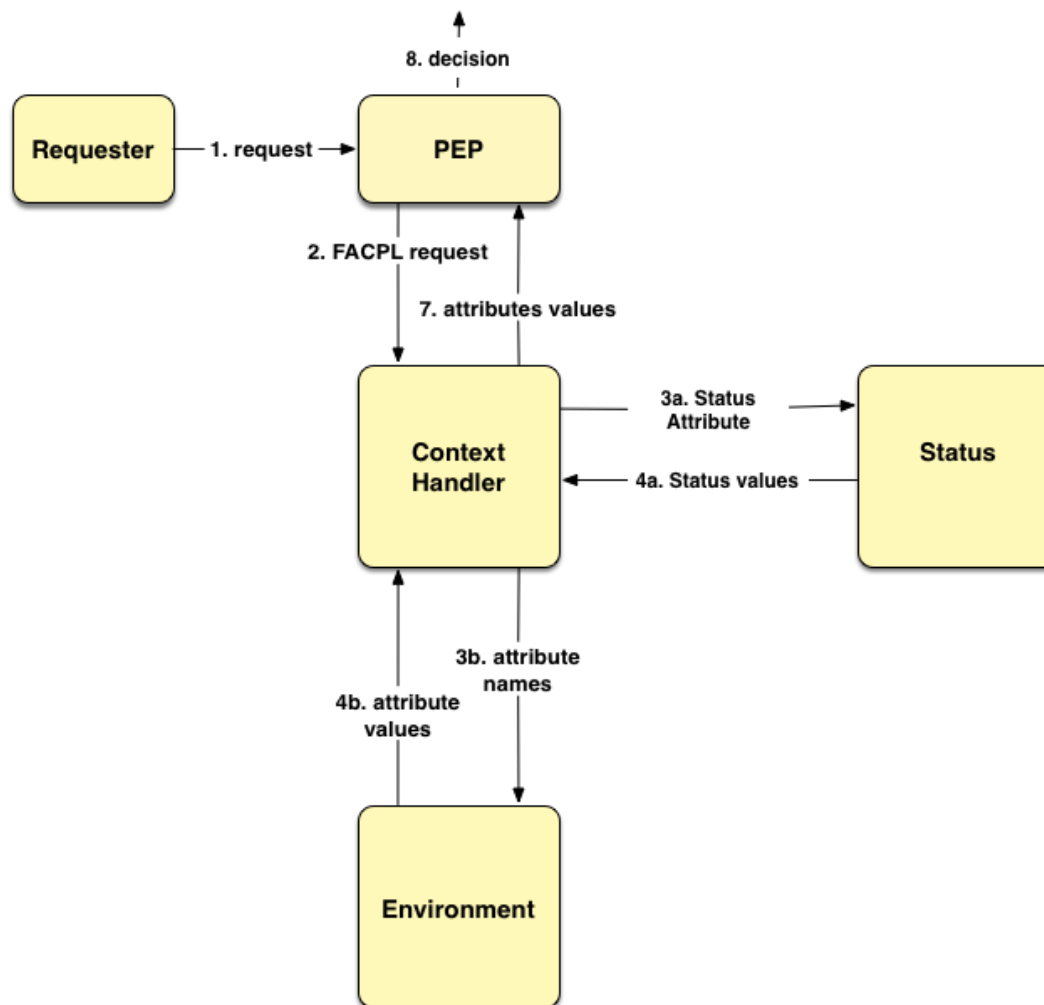 8. decision
Requester
1. request
PEP
2. FACPL request
7. attributes values
3a. Status
Attribute
Context
Handler
Status
4a. Status values
3b. attribute
names
4b. attribute
values
Environment